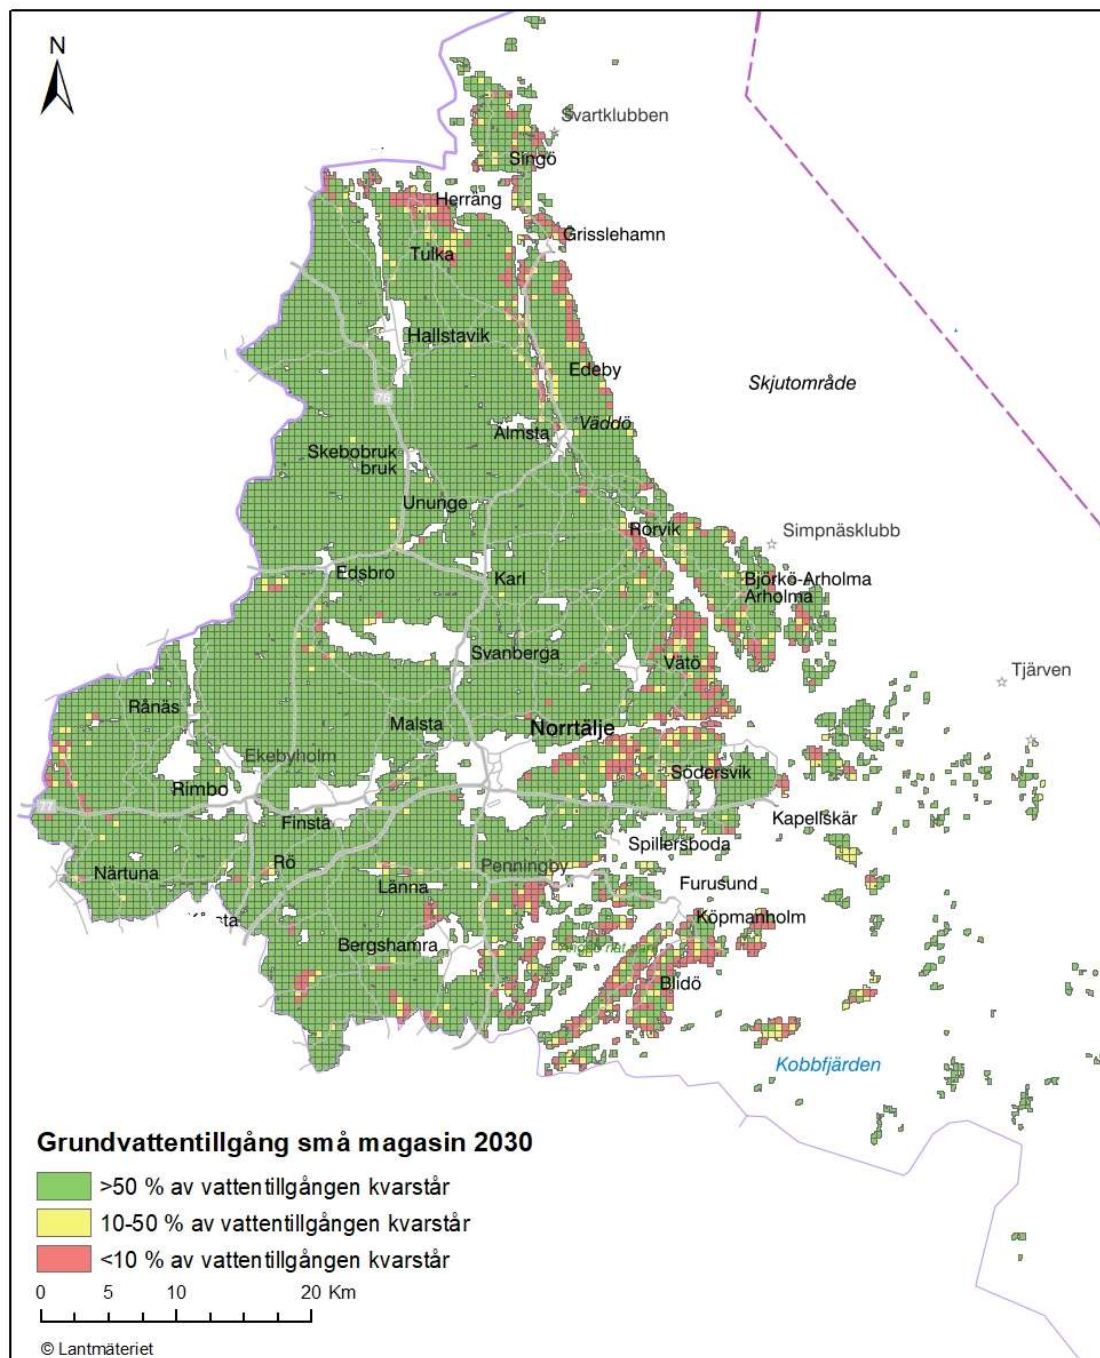 N
Svartklubben
Singö
Herräng
Grisslehamn
Tulka
Hallstavik
Edeby
Skjutområde
76
Väddö
Älmsta
Skebobruk
bruk
Ununge
Rörvik
Simpnäsklubb
Edsbro
Karl
Björkö-Arholma
Arholma
Svanberga
Vätö
Tjärven
Rånäs
Malsta
Norrtälje
Ekebyholm
Södersvik
Rimbo
77
Kapellskär
Finsta
Spillersboda
Rö
Penningby
Närtuna
Länna
Furusund
Köpmanholm
Bergshamra
Blidö
Kobbfjärden
Grundvattentillgång små magasin 2030
>50 % av vattentillgången kvarstår
10-50 % av vattentillgången kvarstår
<10 % av vattentillgången kvarstår
0 5 10 20 Km
© Lantmäteriet